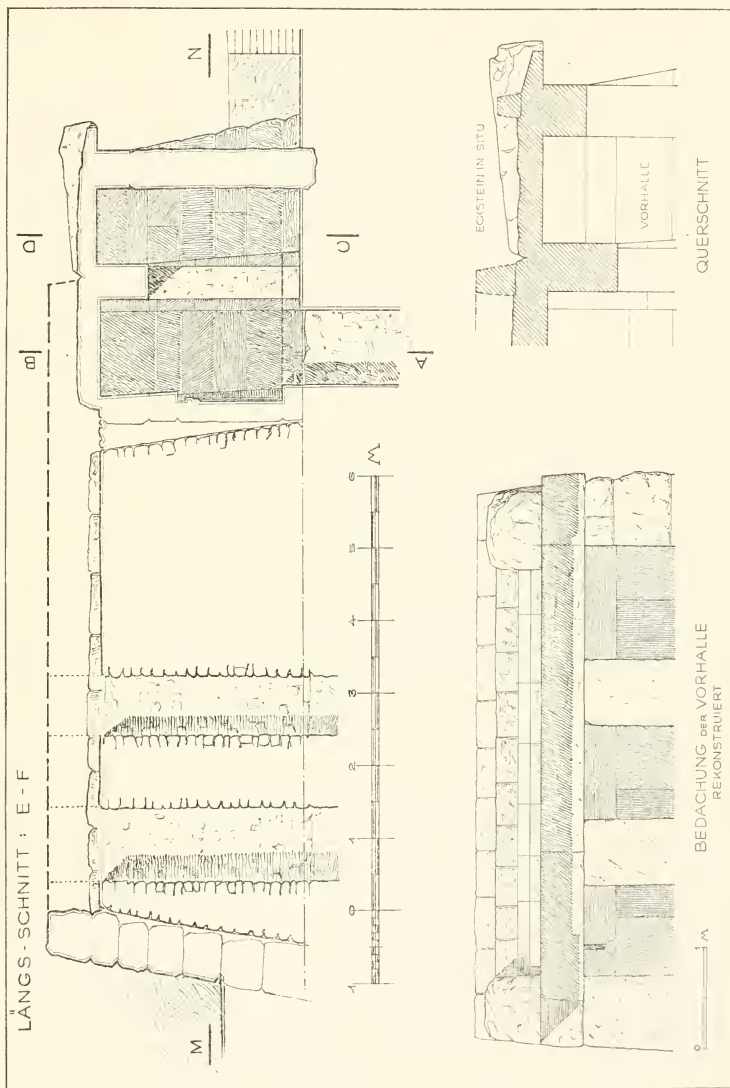 LÄNGS-SCHNITT : E-F
M
N
B
D
A
C
1 0 1 2 3 4 5 6 M
BEDACHUNG DER VORHALLE
REKONSTRUIERT
0 1 M
ECKSTEIN IN SITU
VORHALLE
QUERSCHNITT